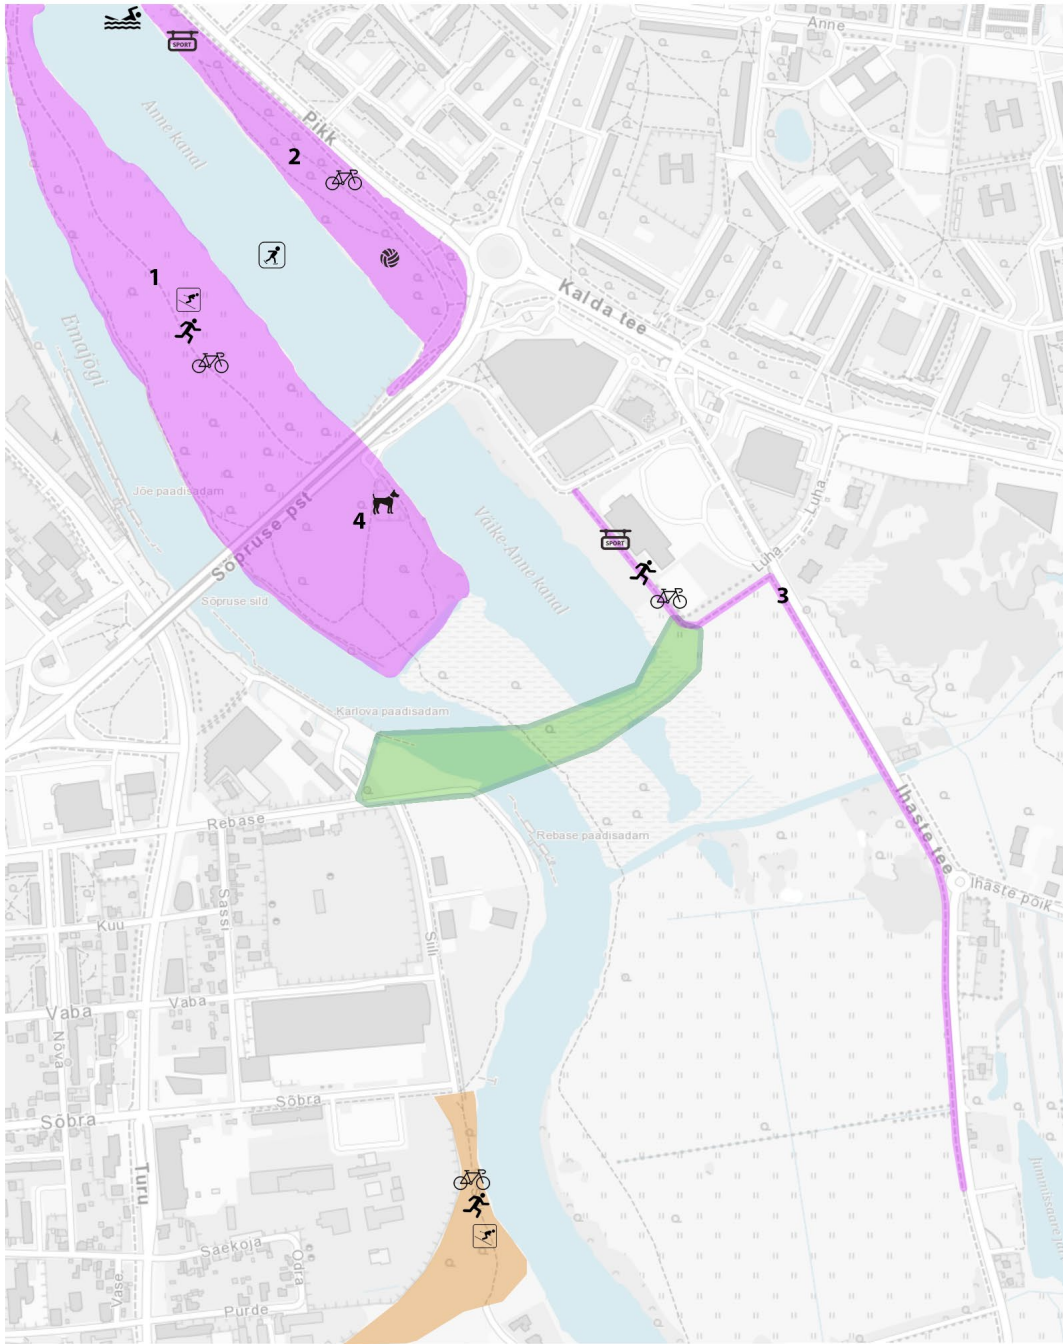 Anne
SPORT
Anne kanal
Pikk
2
1
Kalda tee
Emajõgi
Jõe paadisadam
Sõpruse pst
4
Väike-Anne kanal
Luha
SPORT
Luha
3
Sõpruse sild
Karlova paadisadam
Ihaste tee
Rebase
Rebase paadisadam
Ihaste põik
Sassi
Kuu
Silli
Vaba
Vaba
Nõva
Sõbra
Sõbra
Turu
Saekoja
Odra
Vase
Purde